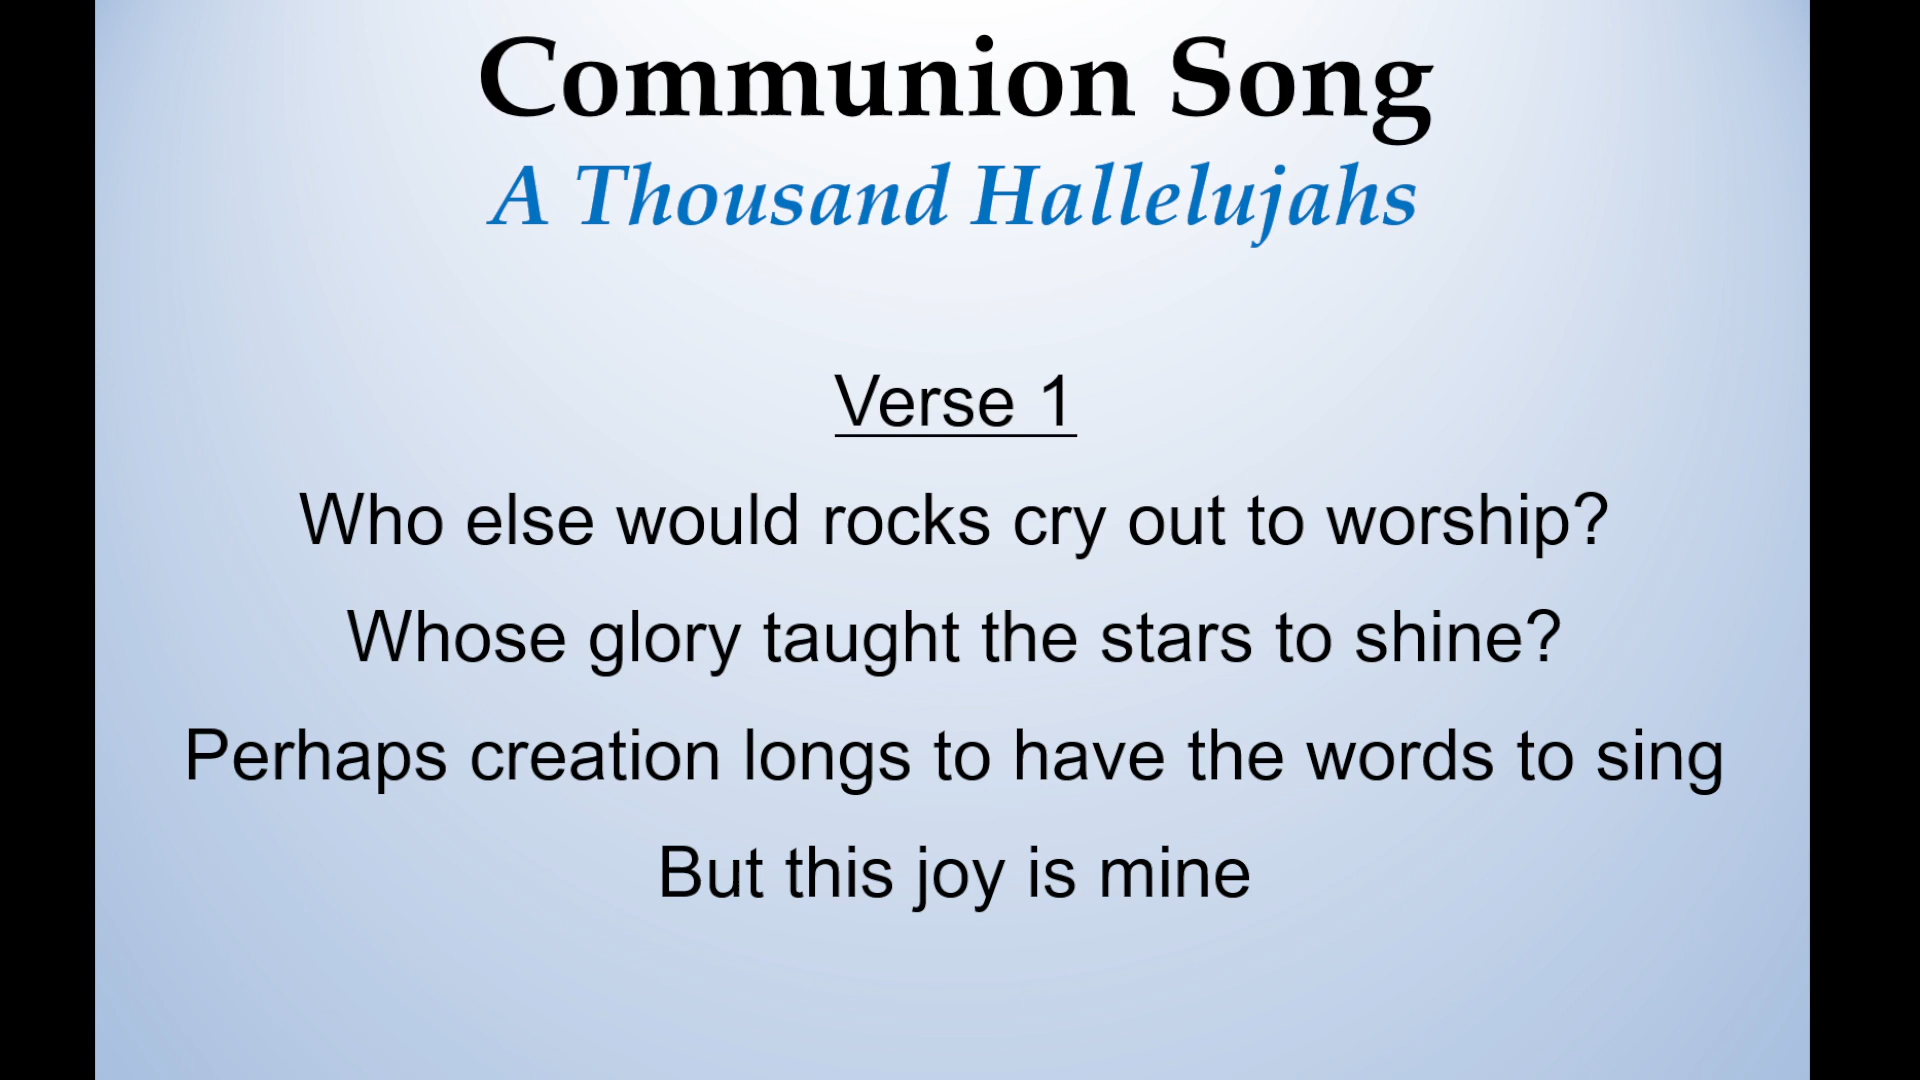 Communion Song
A Thousand Hallelujahs
Verse 1
Who else would rocks cry out to worship?
Whose glory taught the stars to shine?
Perhaps creation longs to have the words to sing
But this joy is mine